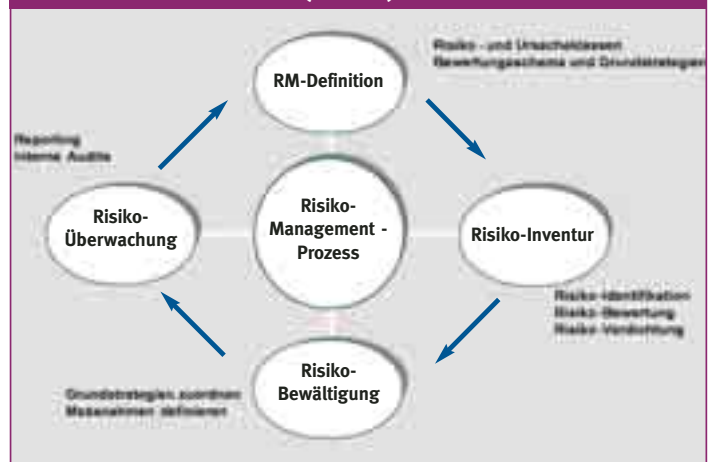 RM-Definition
Risiko - und Ursacheklassen
Bewertungsschema und Grundstrategien
Reporting
Interne Audits
Risiko-
Überwachung
Risiko-
Management -
Prozess
Risiko-Inventur
Risiko-Identifikation
Risiko-Bewertung
Risiko-Verdichtung
Risiko-
Bewältigung
Grundstrategien zuordnen
Massnahmen definieren